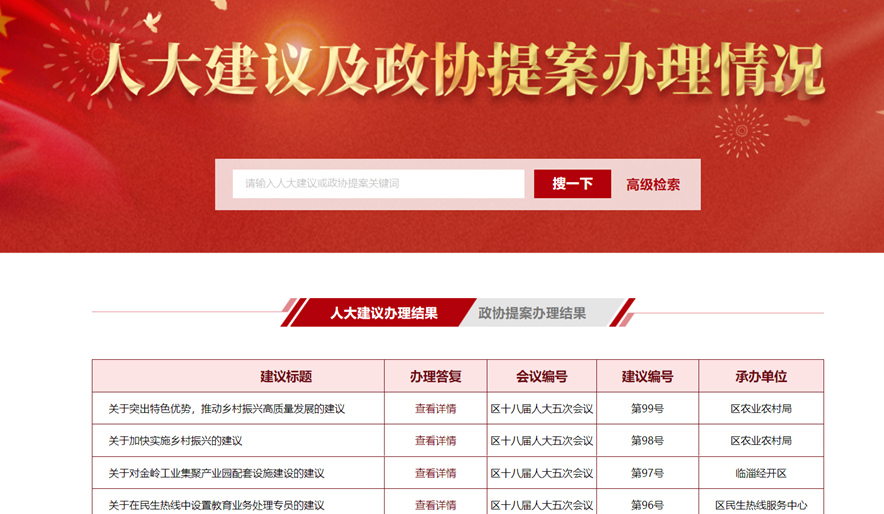 人大建议及政协提案办理情况
请输入人大建议或政协提案关键词 搜一下 高级检索
人大建议办理结果 政协提案办理结果
建议标题 办理答复 会议编号 建议编号 承办单位
关于突出特色优势，推动乡村振兴高质量发展的建议 查看详情 区十八届人大五次会议 第99号 区农业农村局
关于加快实施乡村振兴的建议 查看详情 区十八届人大五次会议 第98号 区农业农村局
关于对金岭工业集聚产业园配套设施建设的建议 查看详情 区十八届人大五次会议 第97号 临淄经开区
关于在民生热线中设置教育业务处理专员的建议 查看详情 区十八届人大五次会议 第96号 区民生热线服务中心